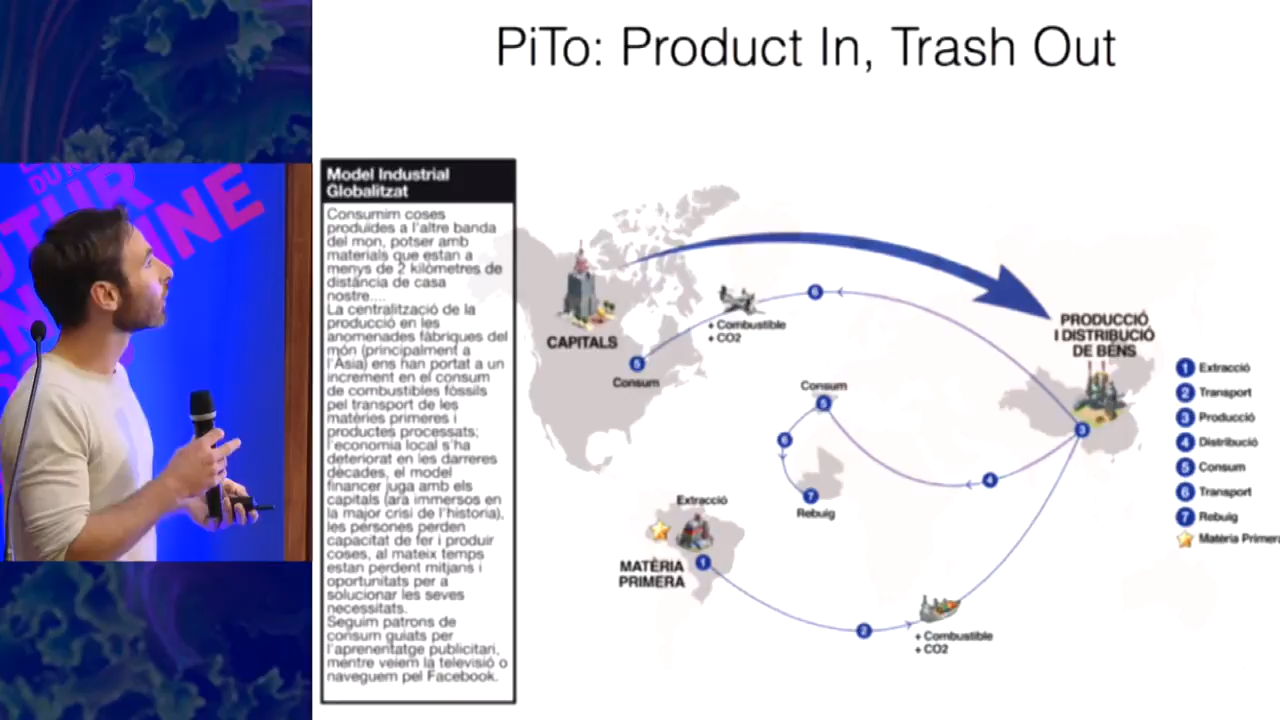 PiTo: Product In, Trash Out
Model Industrial
Globalitzat
Consumim coses
produïdes a l'altre banda
del mon, potser amb
materials que estan a
menys de 2 kilòmetres de
distància de casa
nostre....
La centralització de la
producció en les
anomenades fàbriques del
món (principalment a
l'Àsia) ens han portat a un
increment en el consum
de combustibles fòssils
pel transport de les
matèries primeres i
productes processats;
l'economia local s'ha
deteriorat en les darreres
dècades, el model
financer juga amb els
capitals (ara immersos en
la major crisi de l'historia),
les persones perden
capacitat de fer i produir
coses, al mateix temps
estan perdent mitjans i
oportunitats per a
solucionar les seves
necessitats.
Seguim patrons de
consum guiats per
l'aprenentatge publicitari,
mentre veiem la televisió o
naveguem pel Facebook.
CAPITALS
5
Consum
+ Combustible
+ CO2
6
PRODUCCIÓ
I DISTRIBUCIÓ
DE BÉNS
3
Consum
5
6
7
Rebuig
4
Extracció
MATÈRIA
PRIMERA
1
2
+ Combustible
+ CO2
1 Extracció
2 Transport
3 Producció
4 Distribució
5 Consum
6 Transport
7 Rebuig
Matèria Primera
DU
TUR
INE